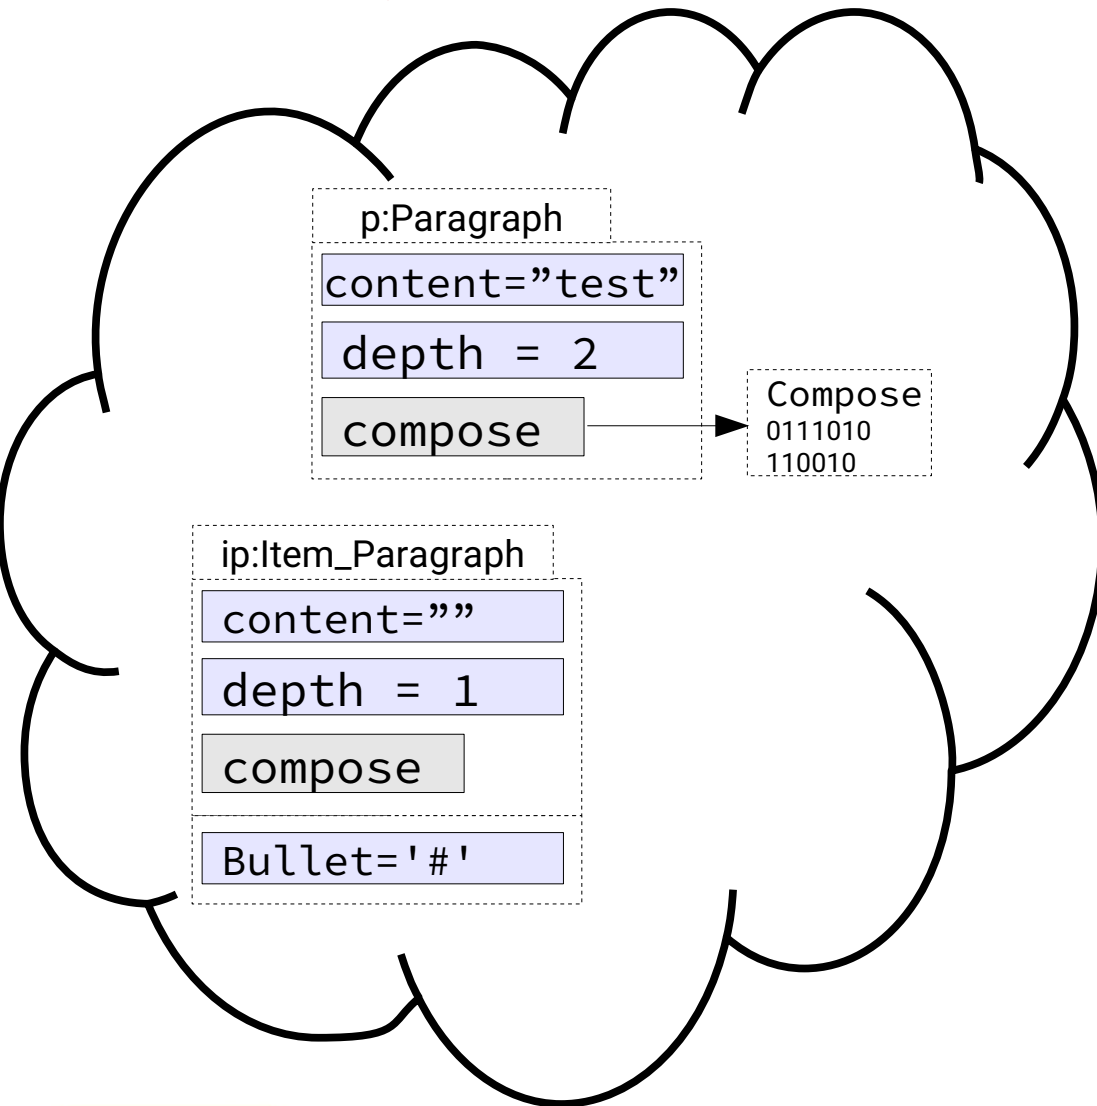 p:Paragraph
content=”test”
depth = 2
compose
Compose
0111010
110010
ip:Item_Paragraph
content=””
depth = 1
compose
Bullet='#'